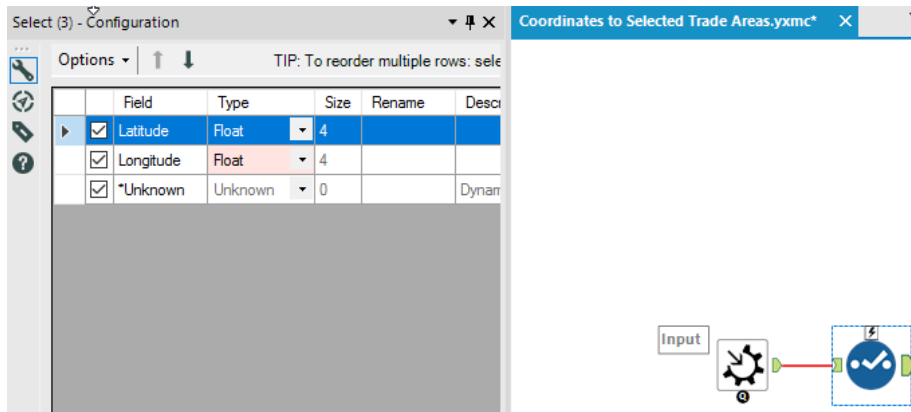 Select (3) - Configuration
Coordinates to Selected Trade Areas.yxmc*
Options
TIP: To reorder multiple rows: sele
Field Type Size Rename Descr
Latitude Float 4
Longitude Float 4
*Unknown Unknown 0 Dynam
Input
Q